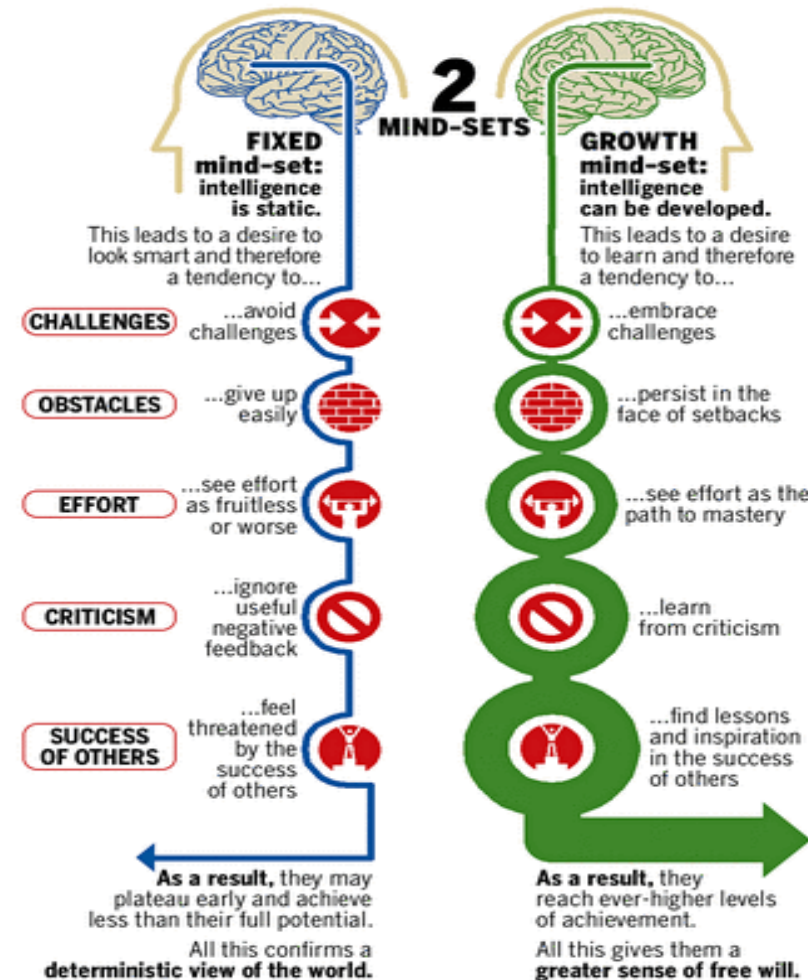 2
MIND-SETS
FIXED
mind-set:
intelligence
is static.
This leads to a desire to
look smart and therefore
a tendency to...
GROWTH
mind-set:
intelligence
can be developed.
This leads to a desire
to learn and therefore
a tendency to...
CHALLENGES
...avoid
challenges
...embrace
challenges
OBSTACLES
...give up
easily
...persist in the
face of setbacks
EFFORT
...see effort
as fruitless
or worse
...see effort as the
path to mastery
CRITICISM
...ignore
useful
negative
feedback
...learn
from criticism
SUCCESS
OF OTHERS
...feel
threatened
by the
success
of others
...find lessons
and inspiration
in the success
of others
As a result, they may
plateau early and achieve
less than their full potential.
All this confirms a
deterministic view of the world.
As a result, they
reach ever-higher levels
of achievement.
All this gives them a
greater sense of free will.